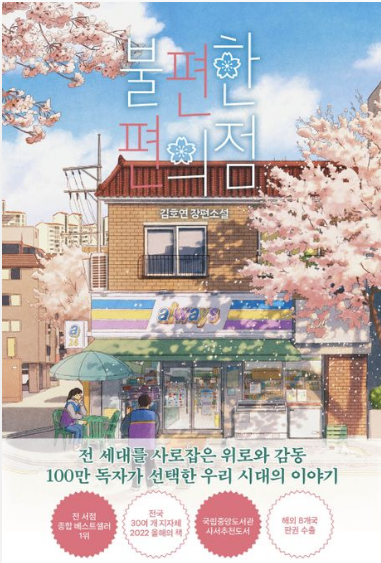 불편한
편의점
김호연 장편소설
always
a
24
전 세대를 사로잡은 위로와 감동
100만 독자가 선택한 우리 시대의 이야기
전 서점
종합 베스트셀러
1위
전국
30여 개 지자체
2022 올해의 책
국립중앙도서관
사서추천도서
해외 8개국
판권 수출